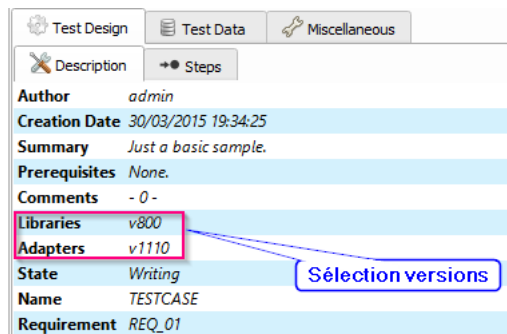 Test Design Test Data Miscellaneous
Description Steps
Author admin
Creation Date 30/03/2015 19:34:25
Summary Just a basic sample.
Prerequisites None.
Comments - 0 -
Libraries v800
Adapters v1110
Sélection versions
State Writing
Name TESTCASE
Requirement REQ_01